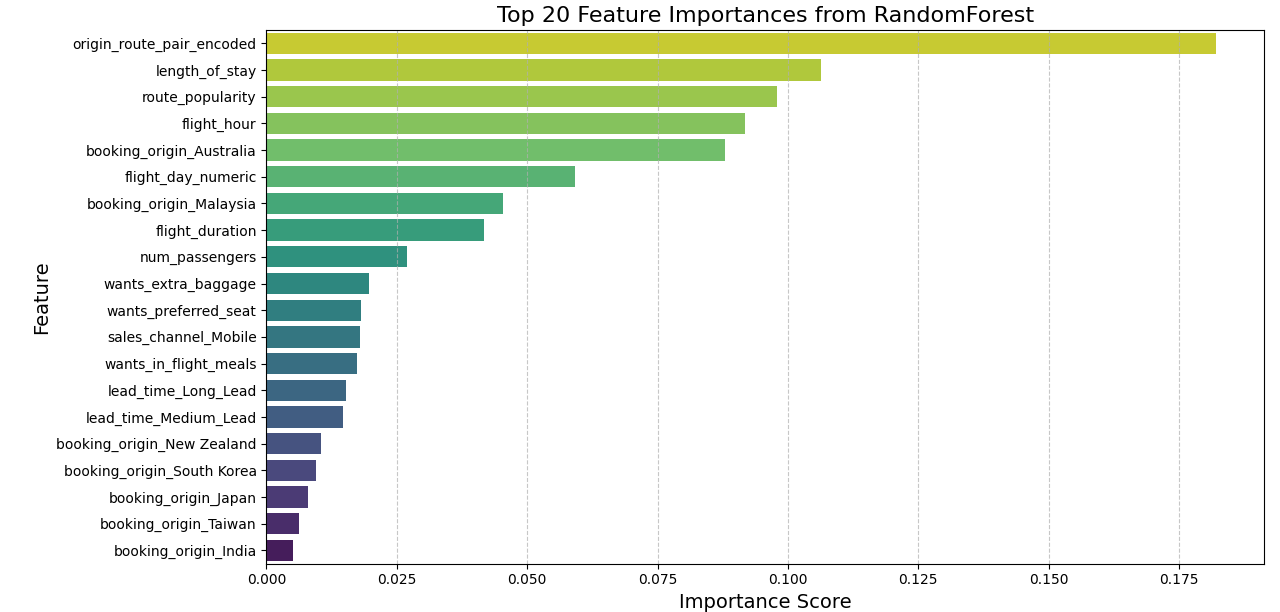 Top 20 Feature Importances from RandomForest
origin_route_pair_encoded
length_of_stay
route_popularity
flight_hour
booking_origin_Australia
flight_day_numeric
booking_origin_Malaysia
flight_duration
num_passengers
wants_extra_baggage
wants_preferred_seat
sales_channel_Mobile
wants_in_flight_meals
lead_time_Long_Lead
lead_time_Medium_Lead
booking_origin_New Zealand
booking_origin_South Korea
booking_origin_Japan
booking_origin_Taiwan
booking_origin_India
Feature
0.000 0.025 0.050 0.075 0.100 0.125 0.150 0.175
Importance Score